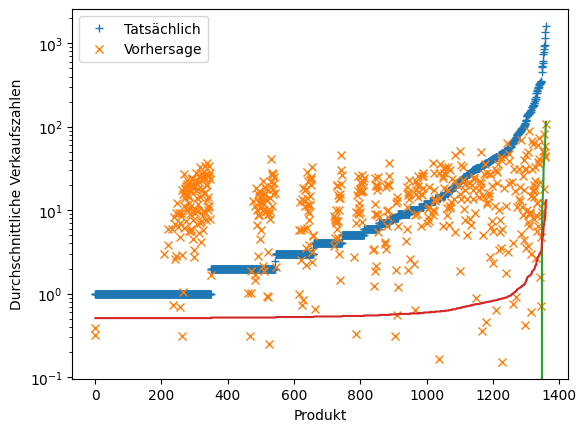 Tatsächlich
Vorhersage
Durchschnittliche Verkaufszahlen
10³
10²
10¹
10⁰
10⁻¹
0 200 400 600 800 1000 1200 1400
Produkt